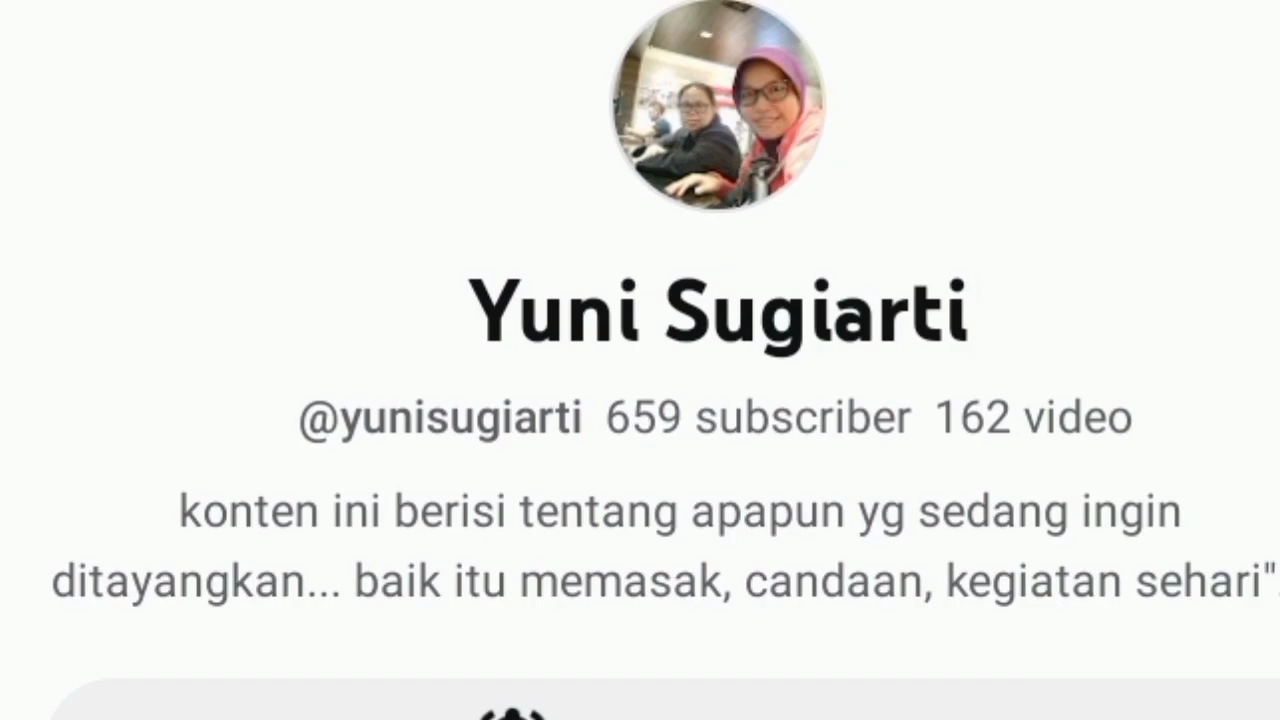 Yuni Sugiarti
@yunisugiarti 659 subscriber 162 video
konten ini berisi tentang apapun yg sedang ingin
ditayangkan... baik itu memasak, candaan, kegiatan sehari"